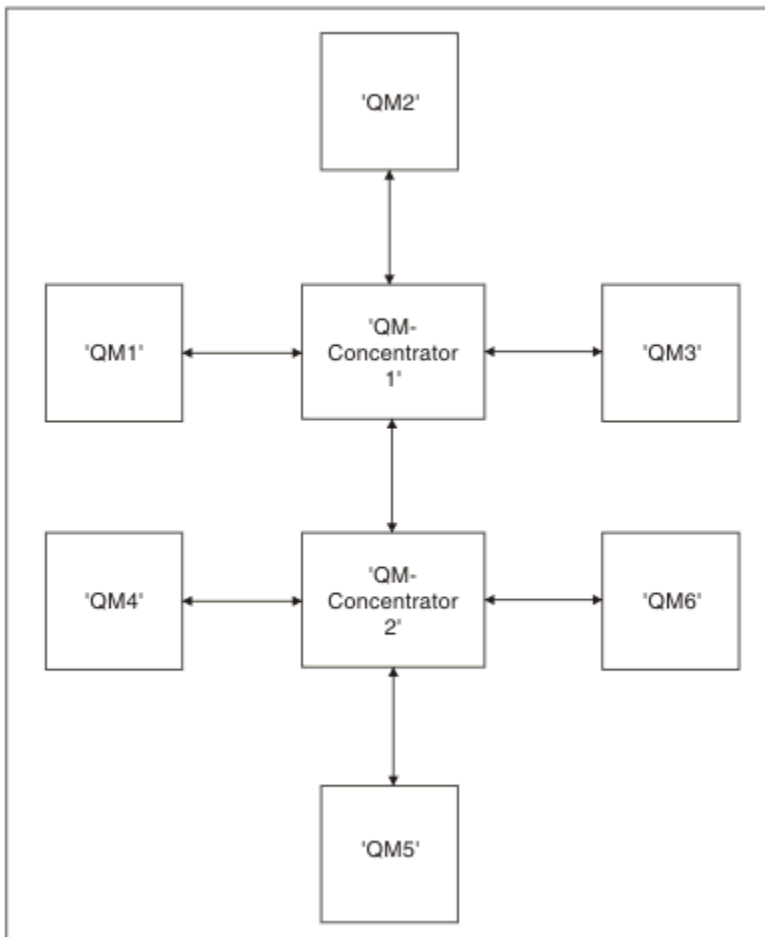 'QM2'
'QM1'
'QM-
Concentrator
1'
'QM3'
'QM4'
'QM-
Concentrator
2'
'QM6'
'QM5'